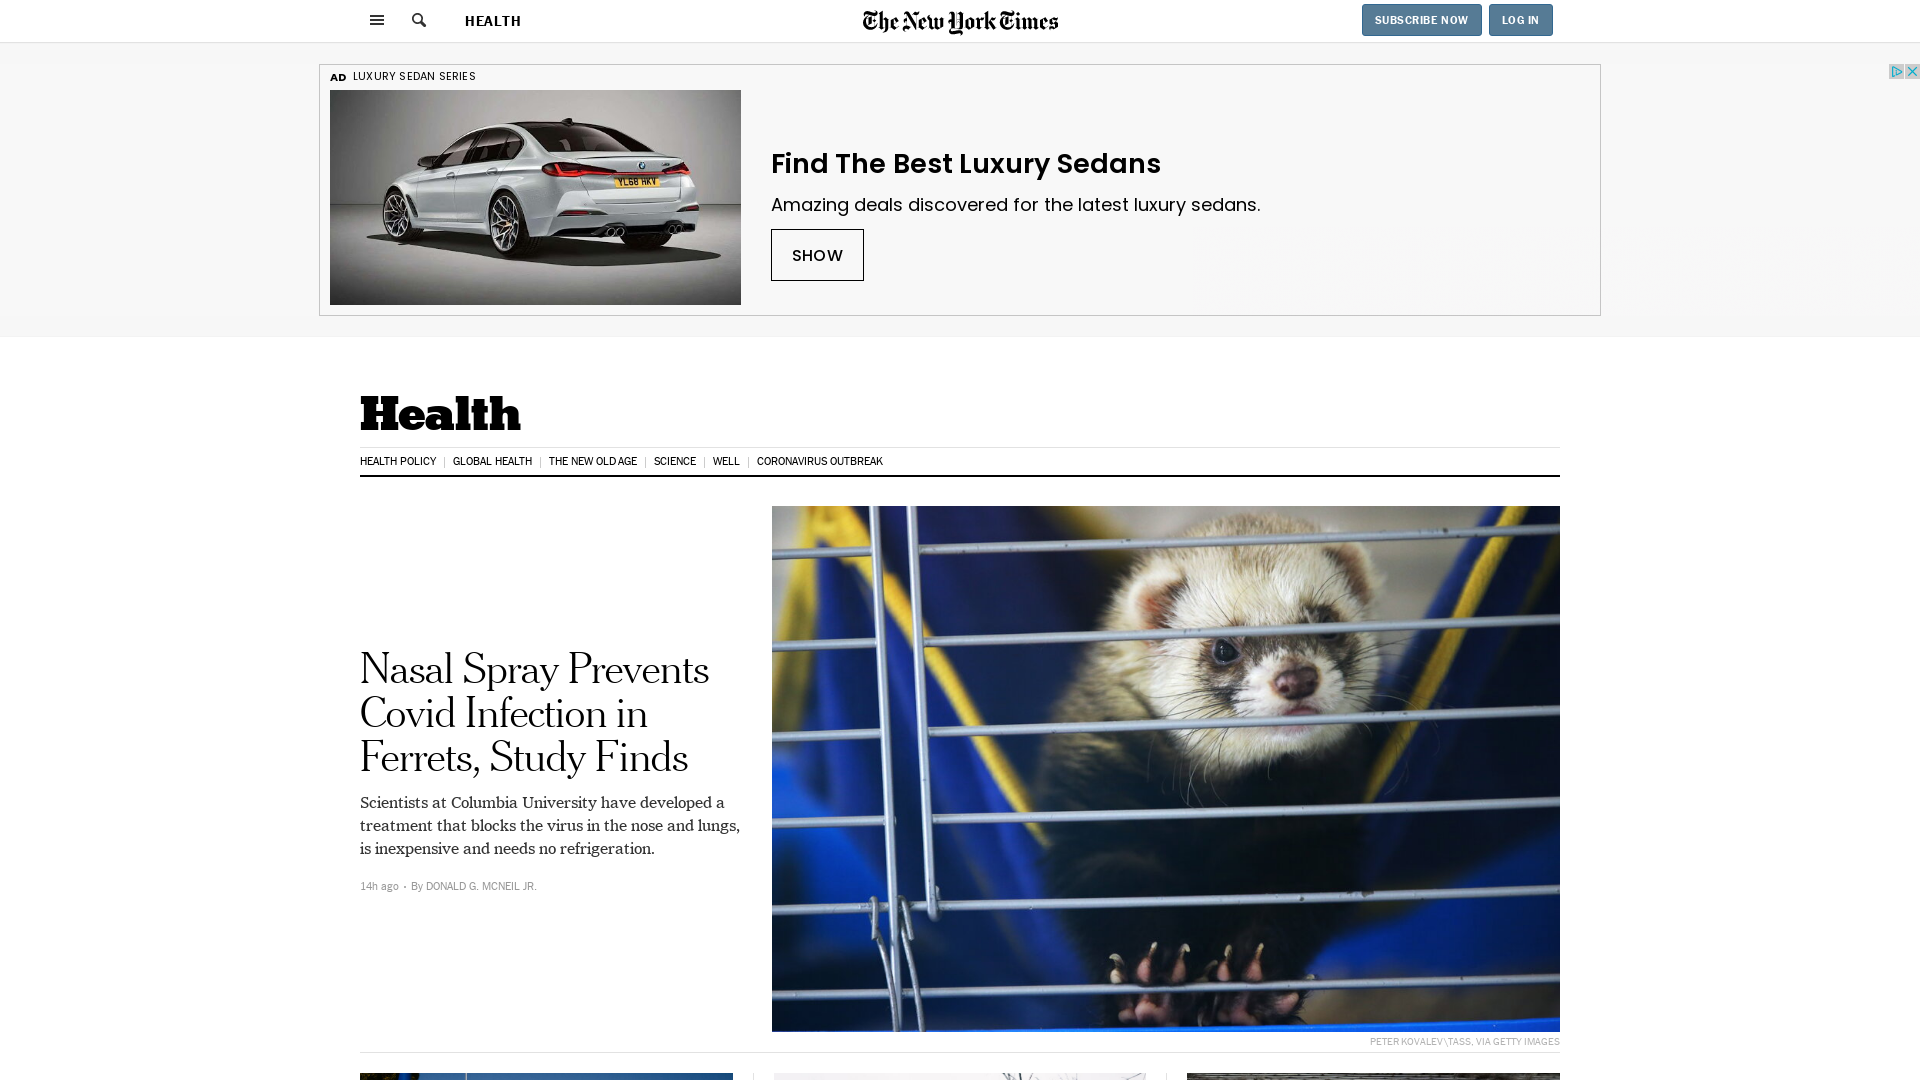 HEALTH
The New York Times
SUBSCRIBE NOW
LOG IN
AD LUXURY SEDAN SERIES
YL68 HKV
Find The Best Luxury Sedans
Amazing deals discovered for the latest luxury sedans.
SHOW
Health
HEALTH POLICY
GLOBAL HEALTH
THE NEW OLD AGE
SCIENCE
WELL
CORONAVIRUS OUTBREAK
Nasal Spray Prevents
Covid Infection in
Ferrets, Study Finds
Scientists at Columbia University have developed a
treatment that blocks the virus in the nose and lungs,
is inexpensive and needs no refrigeration.
14h ago • By DONALD G. MCNEIL JR.
PETER KOVALEV\TASS, VIA GETTY IMAGES